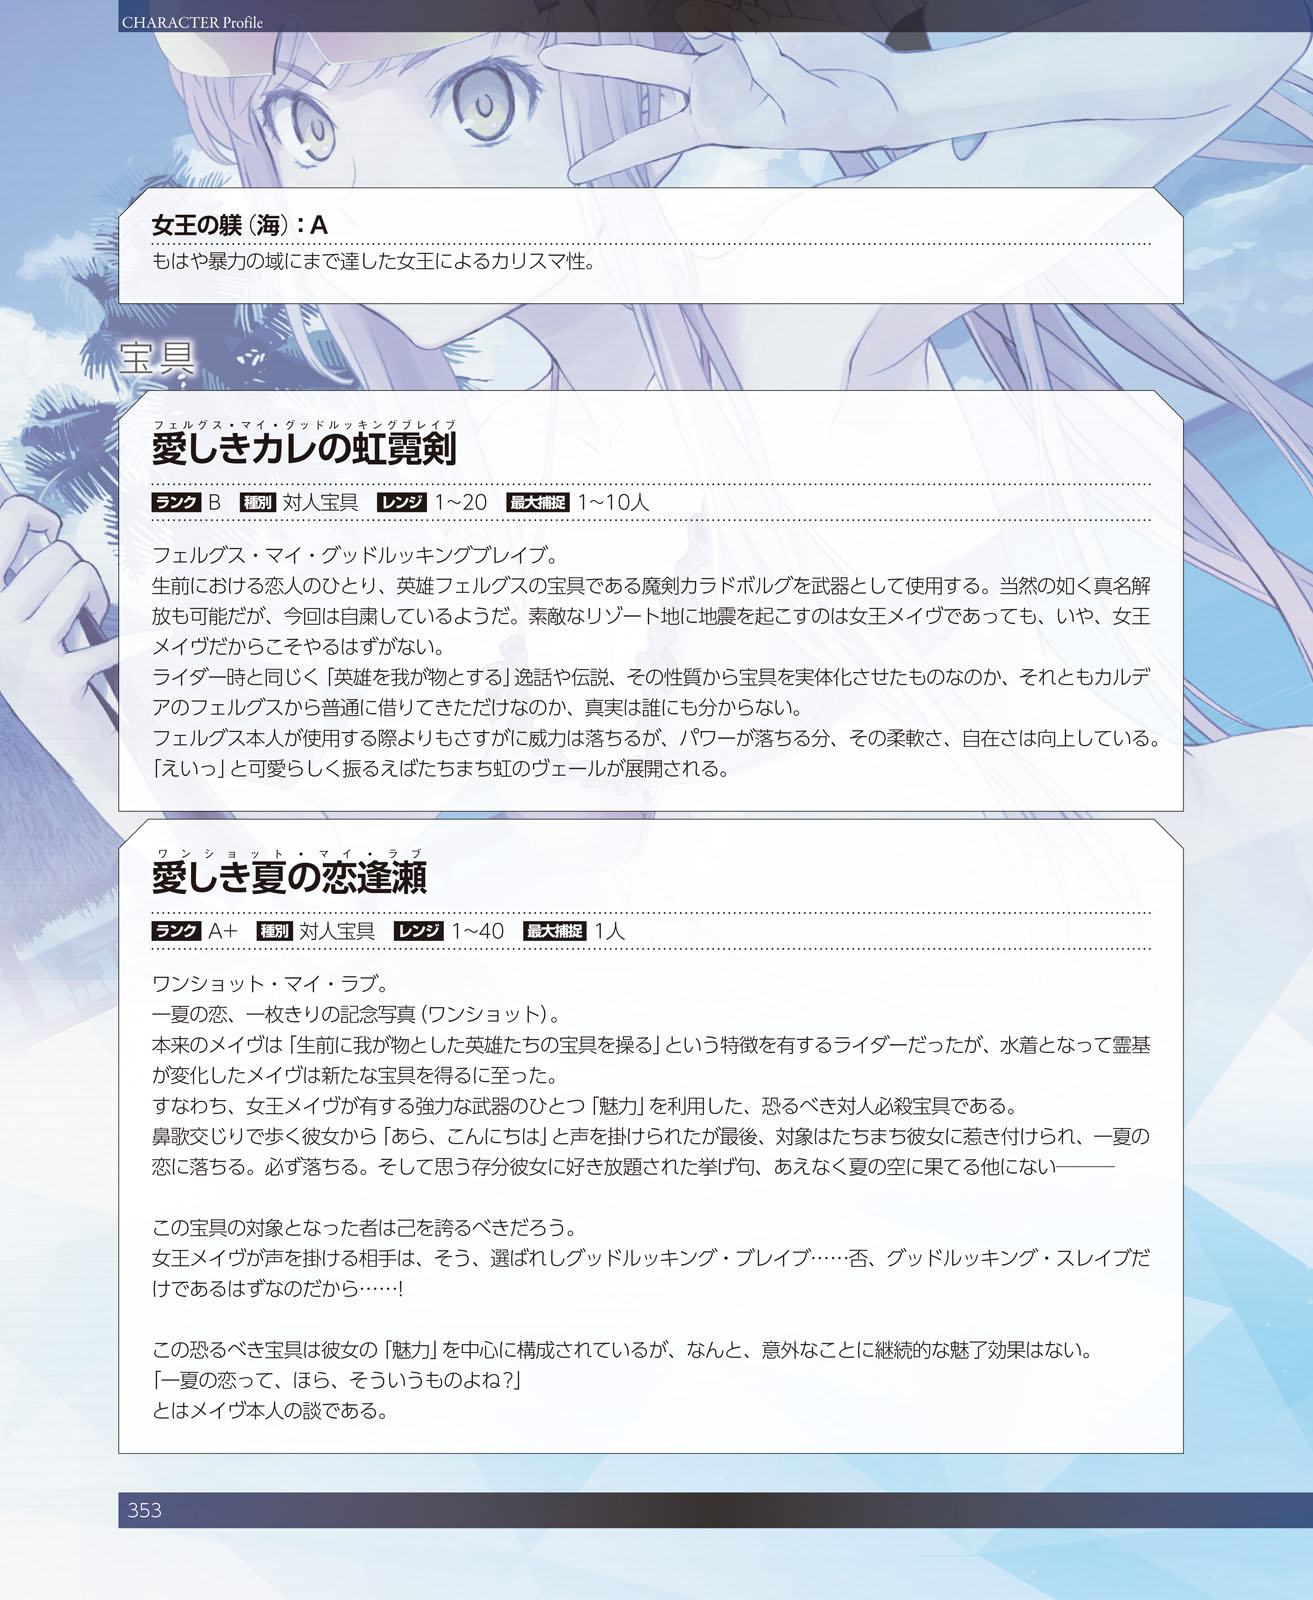 CHARACTER Profile
女王の躾（海）：A
もはや暴力の域にまで達した女王によるカリスマ性。
宝具
フェルグス・マイ・グッドルッキングブレイブ
愛しきカレの虹霓剣
ランク B 種別 対人宝具 レンジ 1～20 最大捕捉 1～10人
フェルグス・マイ・グッドルッキングブレイブ。
生前における恋人のひとり、英雄フェルグスの宝具である魔剣カラドボルグを武器として使用する。当然の如く真名解
放も可能だが、今回は自粛しているようだ。素敵なリゾート地に地震を起こすのは女王メイヴであっても、いや、女王
メイヴだからこそやるはずがない。
ライダー時と同じく「英雄を我が物とする」逸話や伝説、その性質から宝具を実体化させたものなのか、それともカルデ
アのフェルグスから普通に借りてきただけなのか、真実は誰にも分からない。
フェルグス本人が使用する際よりもさすがに威力は落ちるが、パワーが落ちる分、その柔軟さ、自在さは向上している。
「えいっ」と可愛らしく振るえばたちまち虹のヴェールが展開される。
ワンショット・マイ・ラブ
愛しき夏の恋逢瀬
ランク A+ 種別 対人宝具 レンジ 1～40 最大捕捉 1人
ワンショット・マイ・ラブ。
一夏の恋、一枚きりの記念写真（ワンショット）。
本来のメイヴは「生前に我が物とした英雄たちの宝具を操る」という特徴を有するライダーだったが、水着となって霊基
が変化したメイヴは新たな宝具を得るに至った。
すなわち、女王メイヴが有する強力な武器のひとつ「魅力」を利用した、恐るべき対人必殺宝具である。
鼻歌交じりで歩く彼女から「あら、こんにちは」と声を掛けられたが最後、対象はたちまち彼女に惹き付けられ、一夏の
恋に落ちる。必ず落ちる。そして思う存分彼女に好き放題された挙げ句、あえなく夏の空に果てる他にない―――
この宝具の対象となった者は己を誇るべきだろう。
女王メイヴが声を掛ける相手は、そう、選ばれしグッドルッキング・ブレイブ……否、グッドルッキング・スレイブだ
けであるはずなのだから……！
この恐るべき宝具は彼女の「魅力」を中心に構成されているが、なんと、意外なことに継続的な魅了効果はない。
「一夏の恋って、ほら、そういうものよね？」
とはメイヴ本人の談である。
353